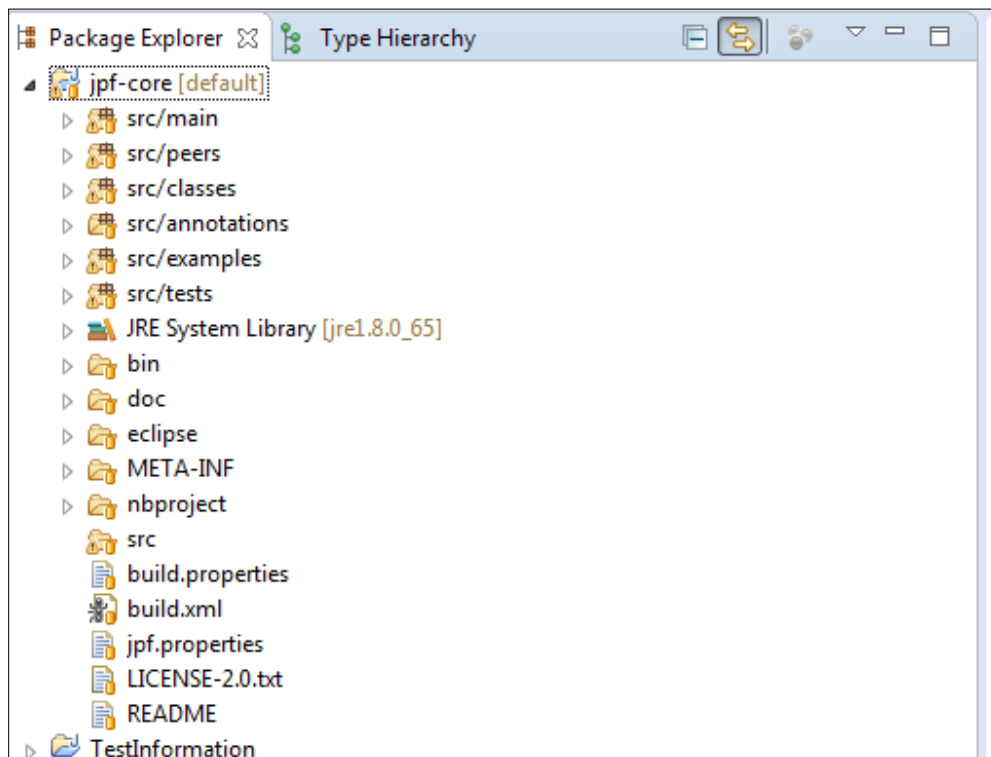 Package Explorer Type Hierarchy
jpf-core [default]
src/main
src/peers
src/classes
src/annotations
src/examples
src/tests
JRE System Library [jre1.8.0_65]
bin
doc
eclipse
META-INF
nbproject
src
build.properties
build.xml
jpf.properties
LICENSE-2.0.txt
README
TestInformation